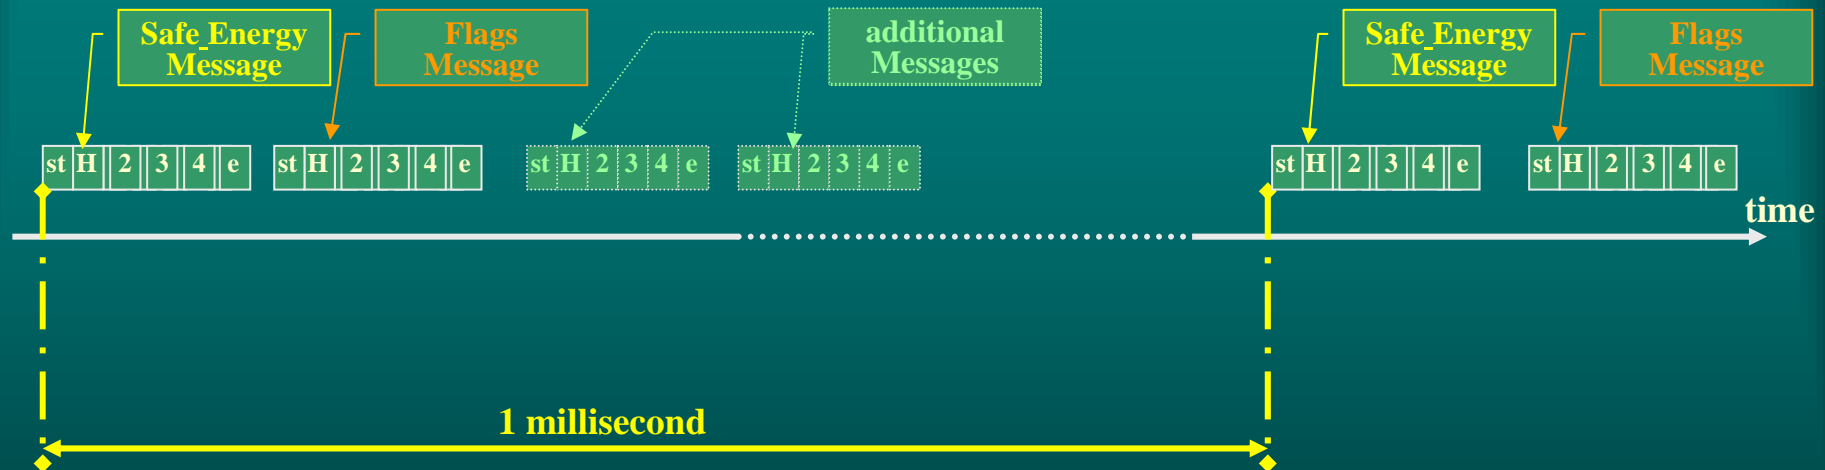 Safe_Energy
Message
Flags
Message
additional
Messages
Safe_Energy
Message
Flags
Message
st H 2 3 4 e
st H 2 3 4 e
st H 2 3 4 e
st H 2 3 4 e
st H 2 3 4 e
st H 2 3 4 e
time
1 millisecond